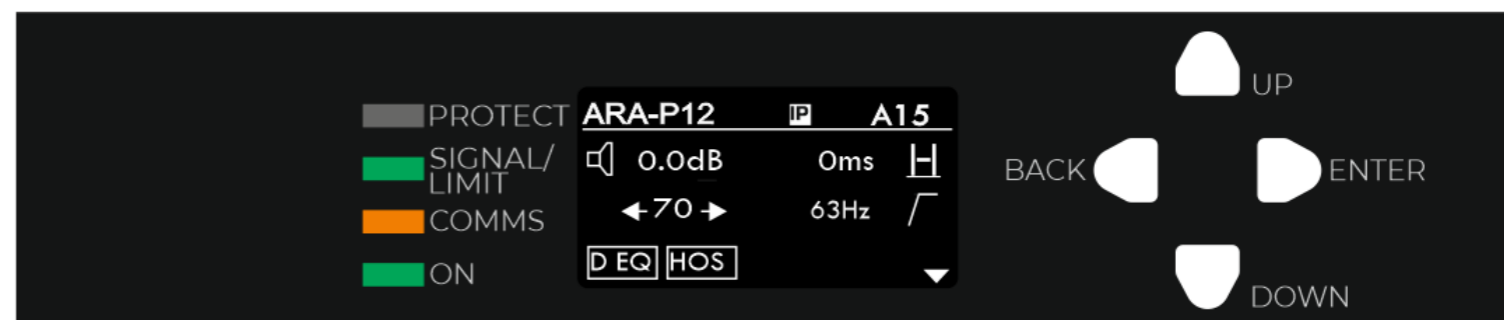 PROTECT
SIGNAL/
LIMIT
COMMS
ON
ARA-P12 IP A15
0.0dB 0ms
70 63Hz
D EQ HOS
UP
BACK
ENTER
DOWN